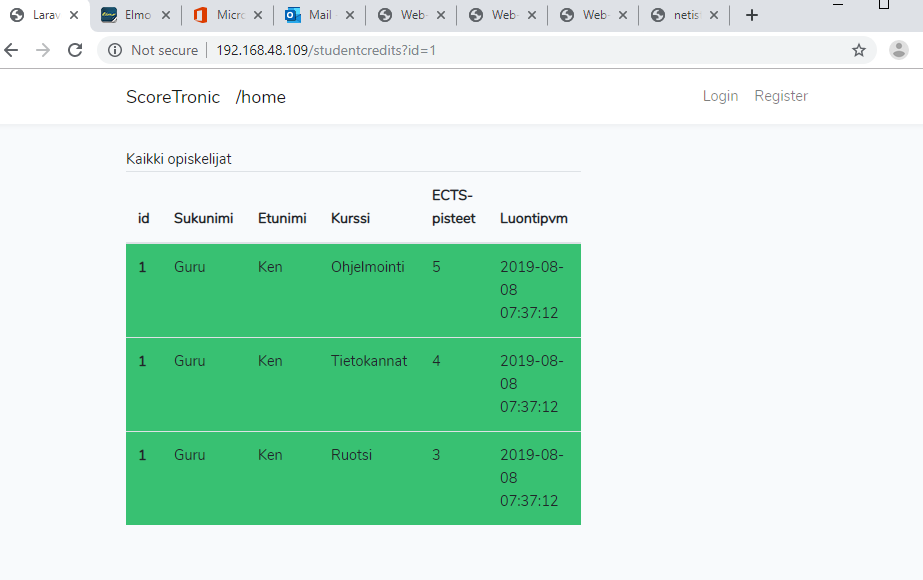 Larav Elmo Micro Mail Web- Web- Web- netis
Not secure 192.168.48.109/studentcredits?id=1
ScoreTronic /home Login Register
Kaikki opiskelijat
id Sukunimi Etunimi Kurssi ECTS-pisteet Luontipvm
1 Guru Ken Ohjelmointi 5 2019-08-08 07:37:12
1 Guru Ken Tietokannat 4 2019-08-08 07:37:12
1 Guru Ken Ruotsi 3 2019-08-08 07:37:12